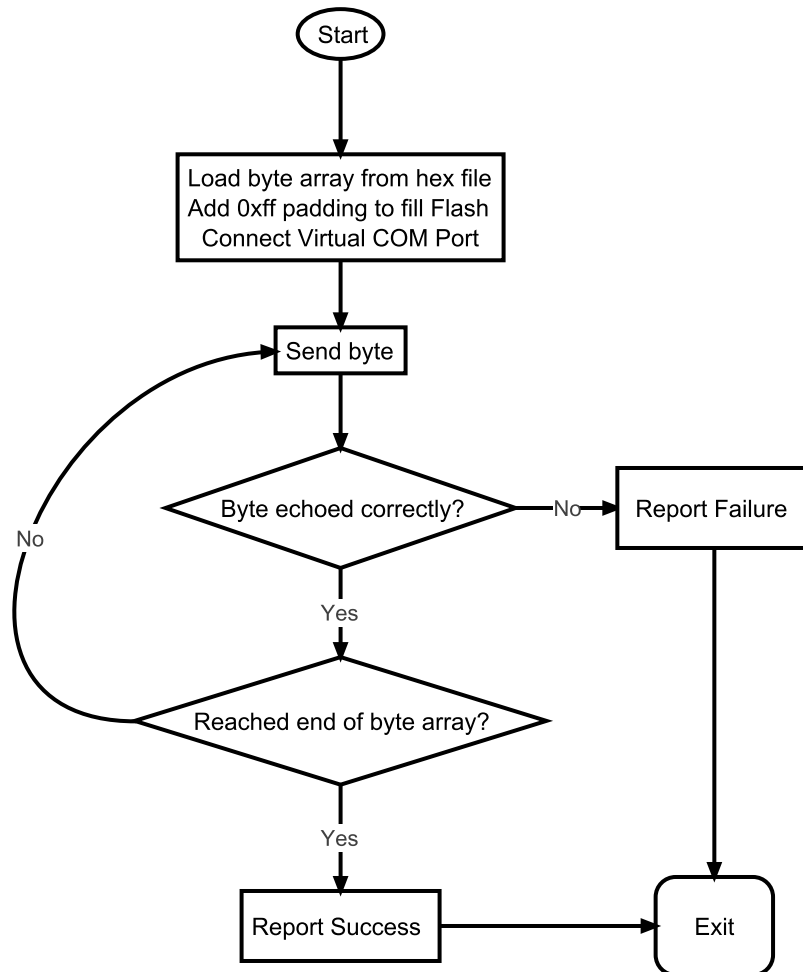 Start
Load byte array from hex file
Add 0xff padding to fill Flash
Connect Virtual COM Port
Send byte
Byte echoed correctly?
No
Report Failure
No
Yes
Reached end of byte array?
Yes
Report Success
Exit